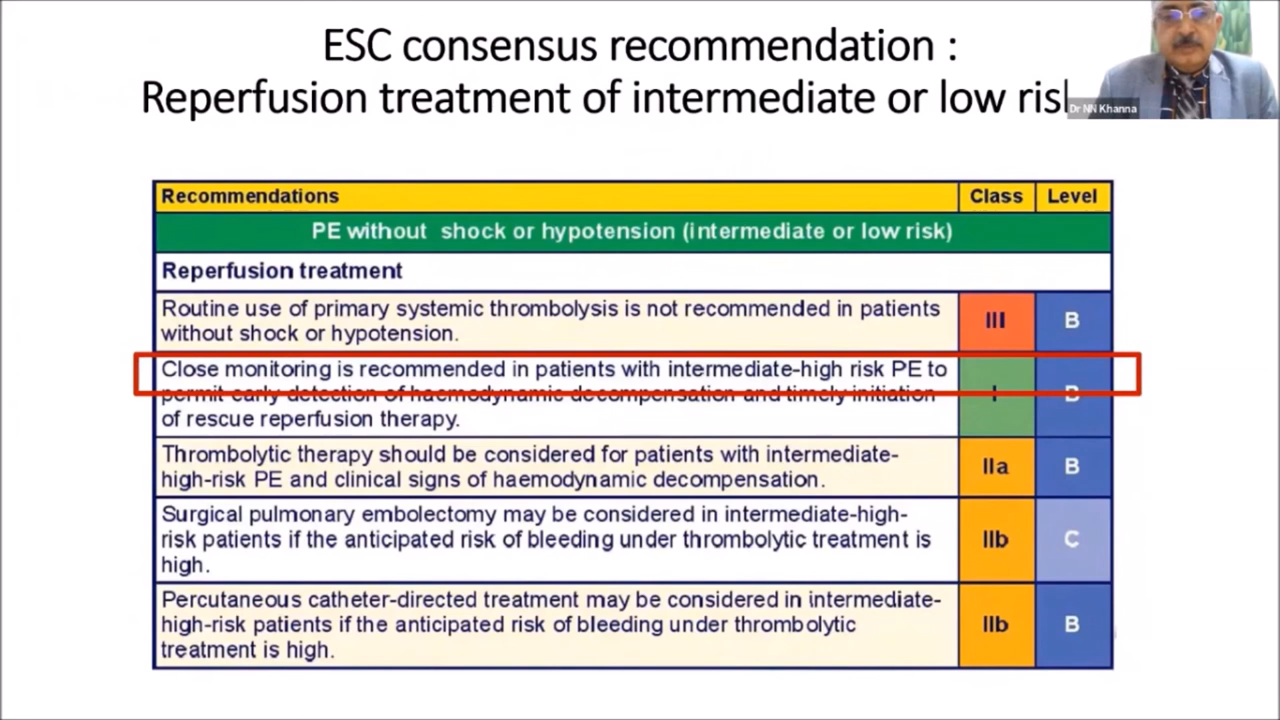 ESC consensus recommendation :
Reperfusion treatment of intermediate or low
Dr NN Khanna
Recommendations Class Level
PE without shock or hypotension (intermediate or low risk)
Reperfusion treatment
Routine use of primary systemic thrombolysis is not recommended in patients
without shock or hypotension.
III B
Close monitoring is recommended in patients with intermediate-high risk PE to
permit early detection of haemodynamic decompensation and timely initiation
of rescue reperfusion therapy.
I B
Thrombolytic therapy should be considered for patients with intermediate-
high-risk PE and clinical signs of haemodynamic decompensation.
IIa B
Surgical pulmonary embolectomy may be considered in intermediate-high-
risk patients if the anticipated risk of bleeding under thrombolytic treatment is
high.
IIb C
Percutaneous catheter-directed treatment may be considered in intermediate-
high-risk patients if the anticipated risk of bleeding under thrombolytic
treatment is high.
IIb B